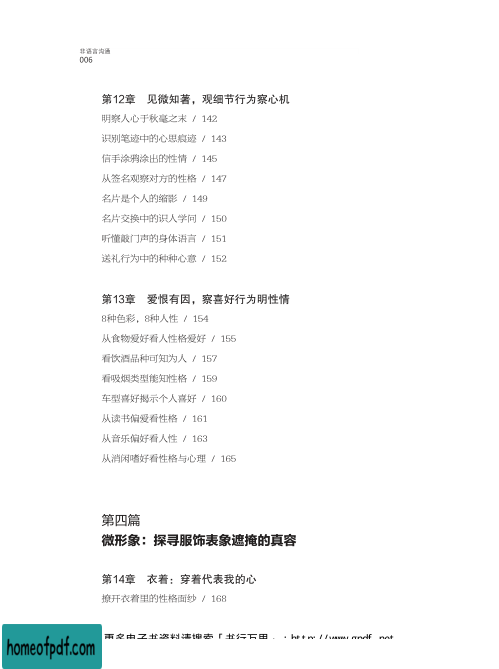 非语言沟通
006
第12章 见微知著，观细节行为察心机
明察人心于秋毫之末 / 142
识别笔迹中的心思痕迹 / 143
信手涂鸦涂出的性情 / 145
从签名观察对方的性格 / 147
名片是个人的缩影 / 149
名片交换中的识人学问 / 150
听懂敲门声的身体语言 / 151
送礼行为中的种种心意 / 152
第13章 爱恨有因，察喜好行为明性情
8种色彩，8种人性 / 154
从食物爱好看人性格爱好 / 155
看饮酒品种可知为人 / 157
看吸烟类型能知性格 / 159
车型喜好揭示个人喜好 / 160
从读书偏爱看性格 / 161
从音乐偏好看人性 / 163
从消闲嗜好看性格与心理 / 165
第四篇
微形象：探寻服饰表象遮掩的真容
第14章 衣着：穿着代表我的心
撩开衣着里的性格面纱 / 168
更多电子书资料请搜索「书行万里」：http://www.gpdf.net
homeofpdf.com